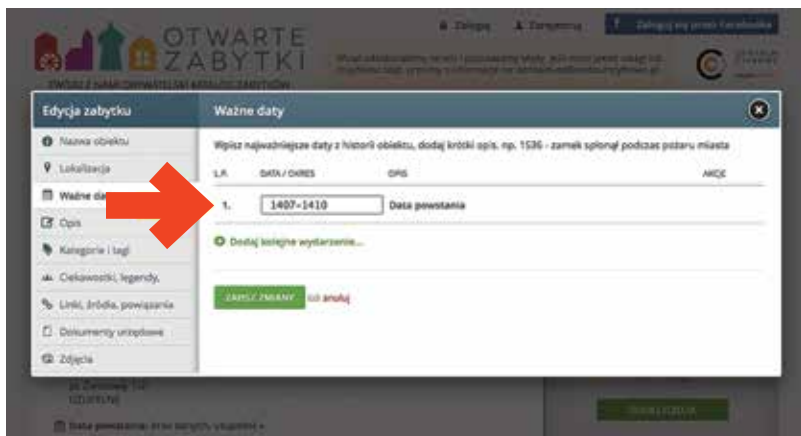 Zaloguj
Zarejestruj
f Zaloguj się przez Facebooka
OTWARTE
ZABYTKI
Edycja zabytku
Ważne daty
Nazwa obiektu
Wpisz najważniejsze daty z historii obiektu, dodaj krótki opis, np. 1536 - zamek spłonął podczas pożaru miasta
Lokalizacja
L.P. DATA / OKRES OPIS AKCJE
Ważne da
1. 1407-1410 Data powstania
Opis
Kategorie i tagi
Dodaj kolejne wydarzenie...
Ciekawostki, legendy,
Linki, źródła, powiązania
ZAPISZ ZMIANY lub anuluj
Dokumenty urzędowe
Zdjęcia
Data powstania: